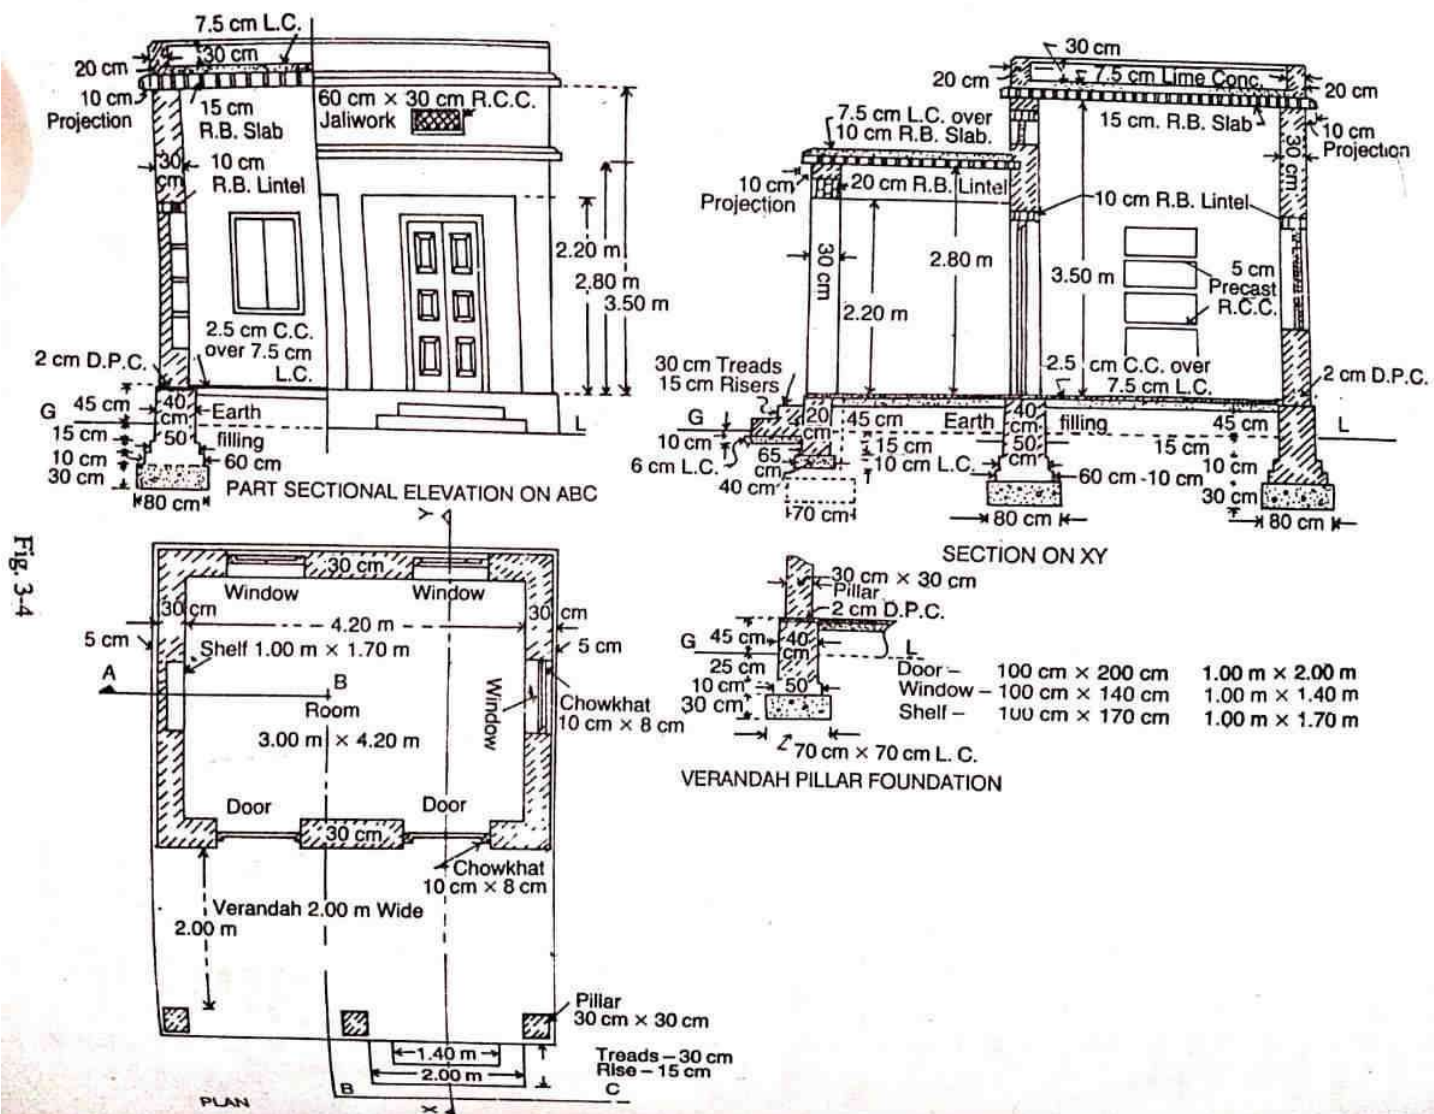 7.5 cm L.C.
30 cm
20 cm
10 cm
Projection
15 cm
R.B. Slab
60 cm × 30 cm R.C.C.
Jaliwork
30
cm
10 cm
R.B. Lintel
2.20 m
2.80 m
3.50 m
2.5 cm C.C.
over 7.5 cm
L.C.
2 cm D.P.C.
45 cm
G
40
cm
50
Earth
filling
L
15 cm
10 cm
30 cm
60 cm
80 cm
PART SECTIONAL ELEVATION ON ABC
30 cm
20 cm
7.5 cm Lime Conc.
20 cm
7.5 cm L.C. over
10 cm R.B. Slab.
15 cm. R.B. Slab
10 cm
Projection
30 cm
10 cm
Projection
20 cm R.B. Lintel
10 cm R.B. Lintel
30 cm
2.80 m
2.20 m
3.50 m
5 cm
Precast
R.C.C.
30 cm Treads
15 cm Risers
2.5 cm C.C. over
7.5 cm L.C.
2 cm D.P.C.
G
20
cm
45 cm
Earth
40
cm
50
cm
filling
45 cm
L
10 cm
6 cm L.C.
65
cm
40 cm
15 cm
10 cm L.C.
60 cm -10 cm
15 cm
10 cm
30 cm
70 cm
80 cm
80 cm
SECTION ON XY
Fig. 3-4
Y
30 cm
Window
Window
30 cm
4.20 m
30 cm
5 cm
5 cm
Shelf 1.00 m × 1.70 m
A
B
Room
3.00 m × 4.20 m
Window
Chowkhat
10 cm × 8 cm
Door
Door
30 cm
Chowkhat
10 cm × 8 cm
Verandah 2.00 m Wide
2.00 m
Pillar
30 cm × 30 cm
1.40 m
2.00 m
Treads – 30 cm
Rise – 15 cm
B
C
X
PLAN
30 cm × 30 cm
Pillar
2 cm D.P.C.
G
45 cm
40
cm
L
25 cm
10 cm
50
30 cm
70 cm × 70 cm L. C.
VERANDAH PILLAR FOUNDATION
Door – 100 cm × 200 cm 1.00 m × 2.00 m
Window – 100 cm × 140 cm 1.00 m × 1.40 m
Shelf – 100 cm × 170 cm 1.00 m × 1.70 m